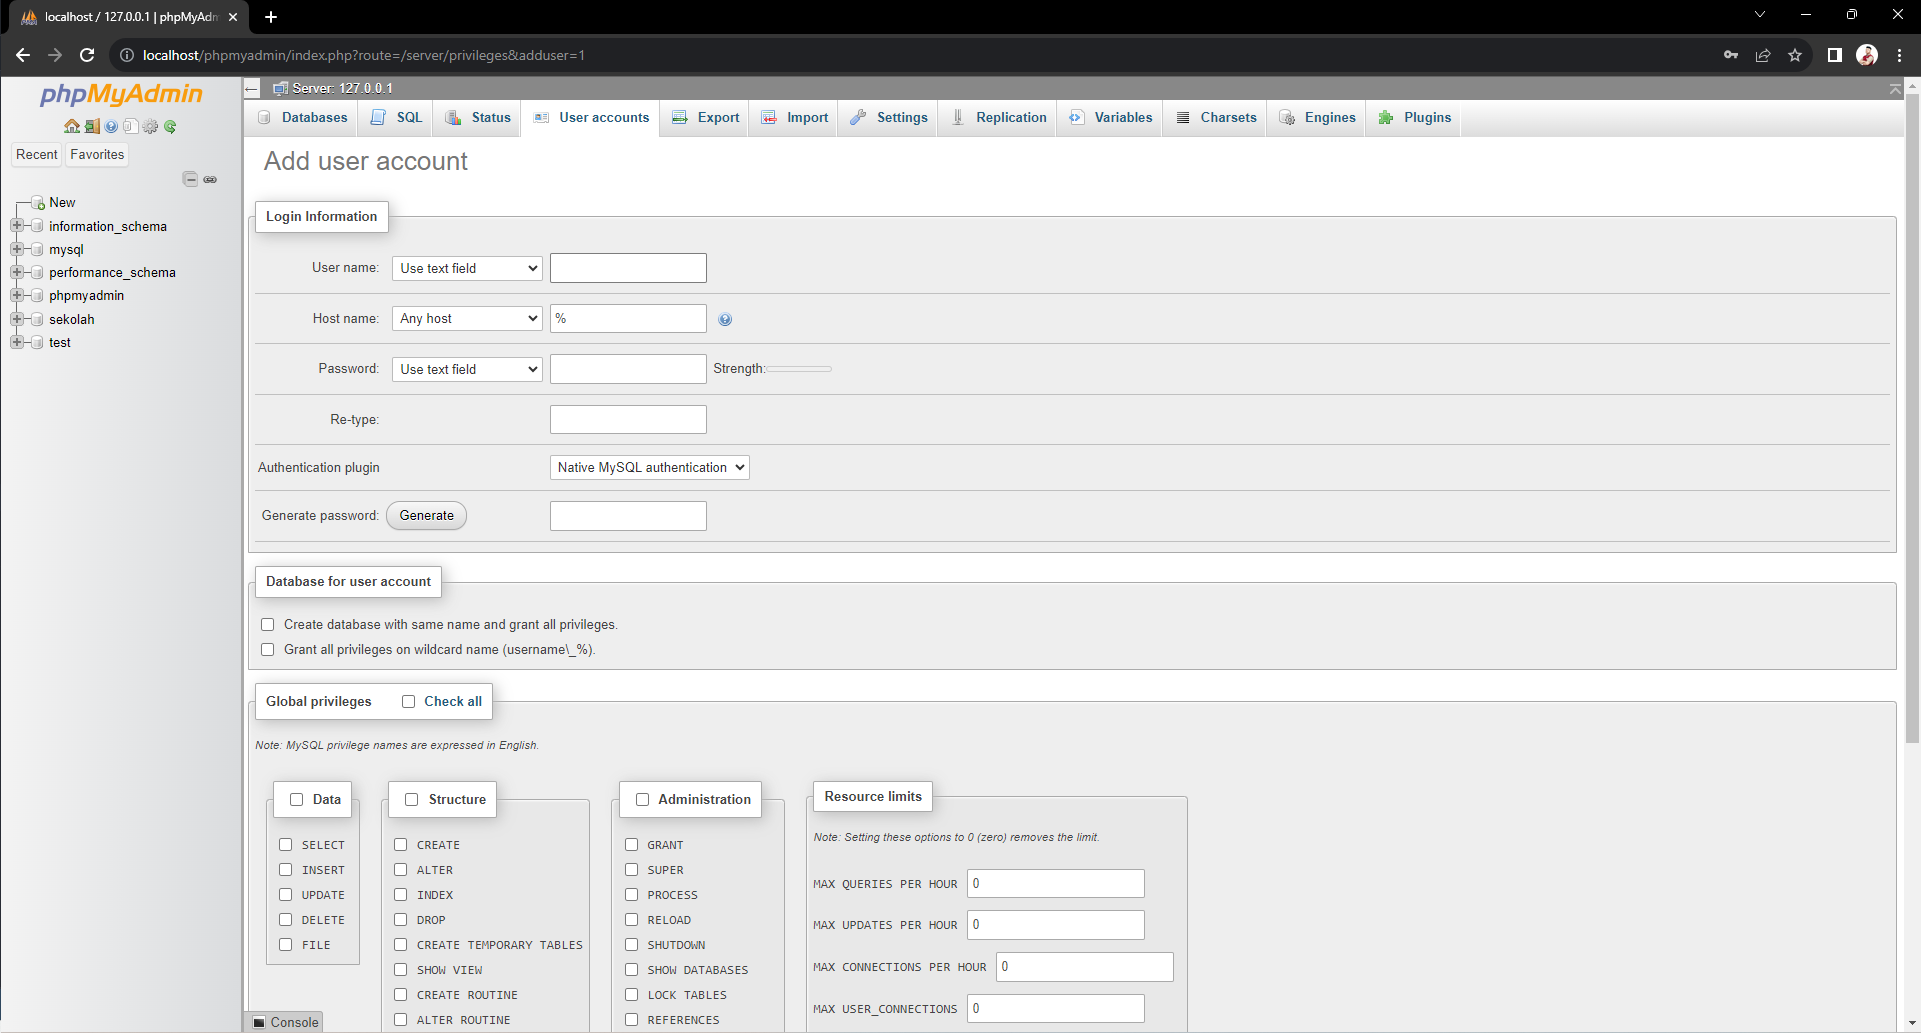 localhost / 127.0.0.1 | phpMyAdm
localhost/phpmyadmin/index.php?route=/server/privileges&adduser=1
phpMyAdmin
Recent
Favorites
New
information_schema
mysql
performance_schema
phpmyadmin
sekolah
test
Server: 127.0.0.1
Databases
SQL
Status
User accounts
Export
Import
Settings
Replication
Variables
Charsets
Engines
Plugins
Add user account
Login Information
User name: Use text field
Host name: Any host %
Password: Use text field Strength:
Re-type:
Authentication plugin Native MySQL authentication
Generate password: Generate
Database for user account
Create database with same name and grant all privileges.
Grant all privileges on wildcard name (username\_%).
Global privileges Check all
Note: MySQL privilege names are expressed in English.
Data
SELECT
INSERT
UPDATE
DELETE
FILE
Structure
CREATE
ALTER
INDEX
DROP
CREATE TEMPORARY TABLES
SHOW VIEW
CREATE ROUTINE
ALTER ROUTINE
Administration
GRANT
SUPER
PROCESS
RELOAD
SHUTDOWN
SHOW DATABASES
LOCK TABLES
REFERENCES
Resource limits
Note: Setting these options to 0 (zero) removes the limit.
MAX QUERIES PER HOUR 0
MAX UPDATES PER HOUR 0
MAX CONNECTIONS PER HOUR 0
MAX USER_CONNECTIONS 0
Console